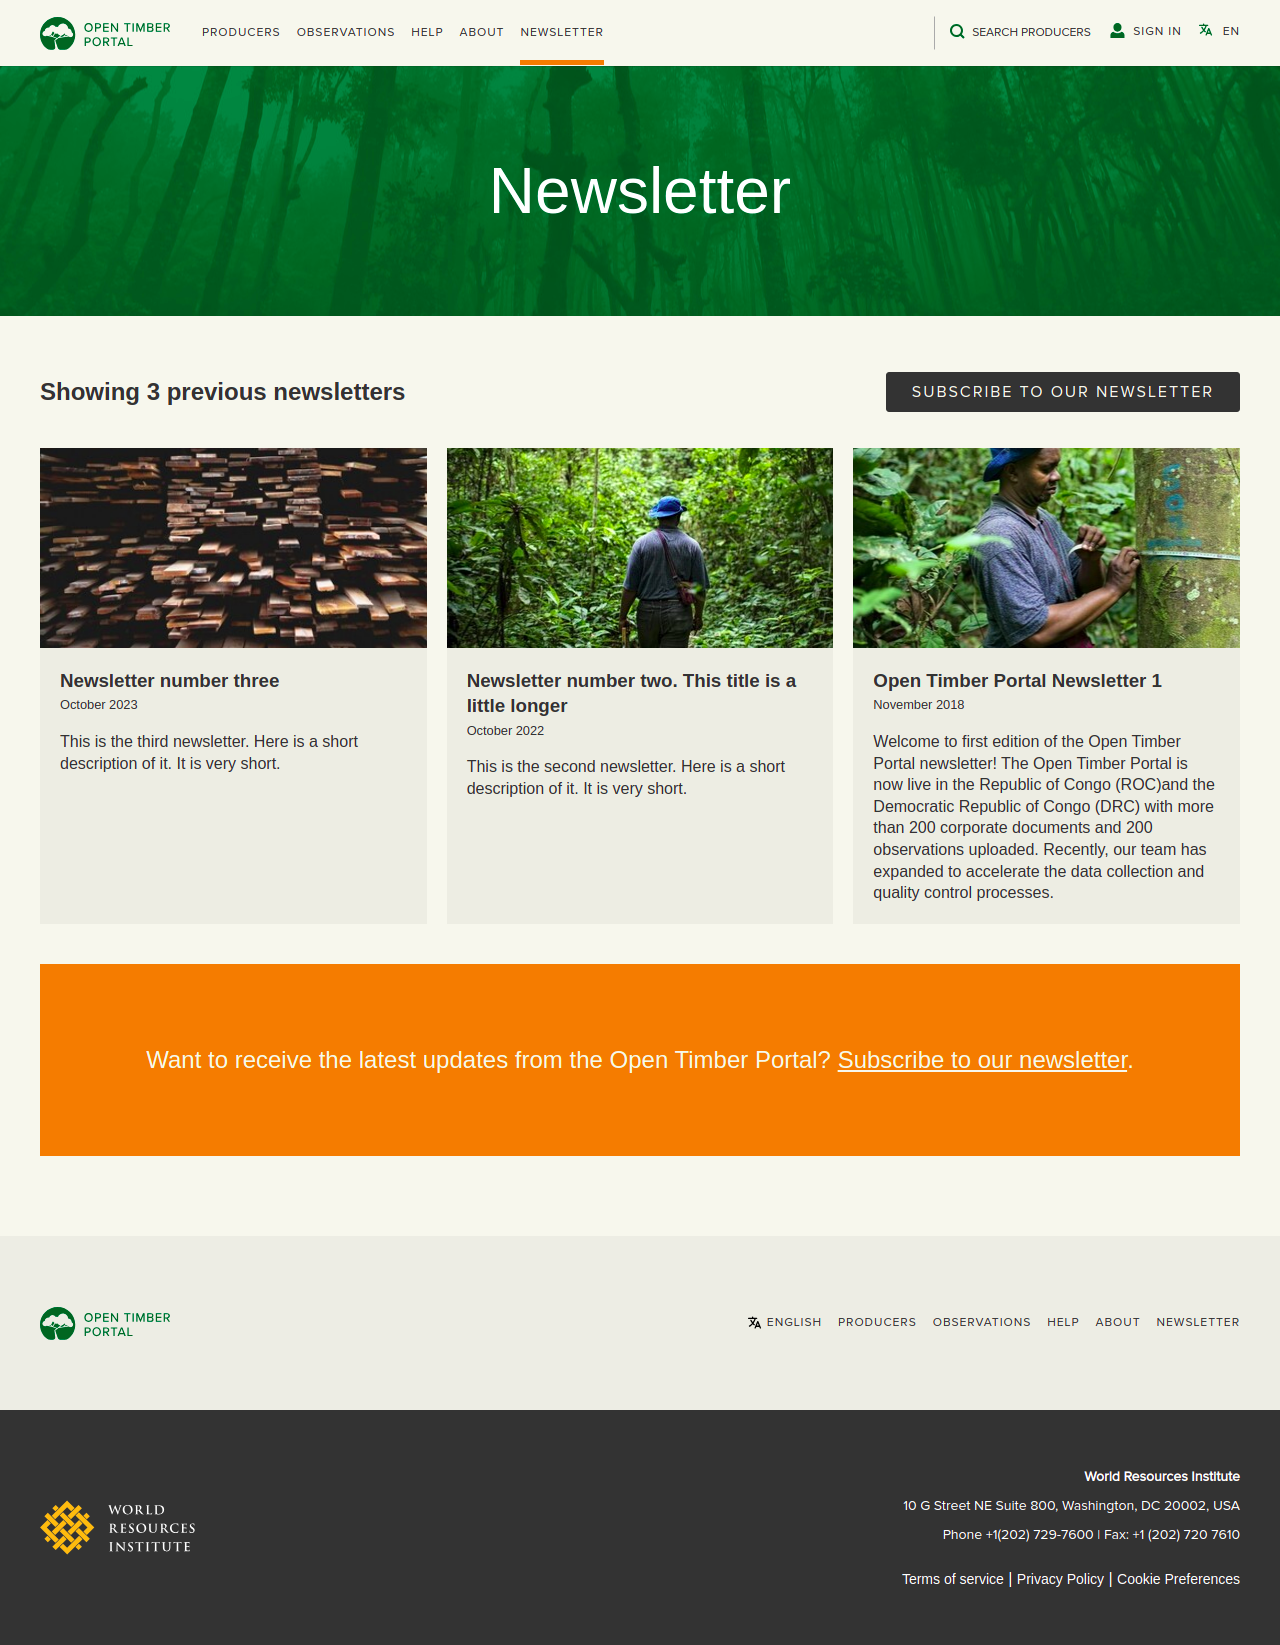 OPEN TIMBER
PORTAL
PRODUCERS OBSERVATIONS HELP ABOUT NEWSLETTER
SEARCH PRODUCERS SIGN IN EN
Newsletter
Showing 3 previous newsletters
SUBSCRIBE TO OUR NEWSLETTER
Newsletter number three
October 2023
This is the third newsletter. Here is a short
description of it. It is very short.
Newsletter number two. This title is a
little longer
October 2022
This is the second newsletter. Here is a short
description of it. It is very short.
Open Timber Portal Newsletter 1
November 2018
Welcome to first edition of the Open Timber
Portal newsletter! The Open Timber Portal is
now live in the Republic of Congo (ROC)and the
Democratic Republic of Congo (DRC) with more
than 200 corporate documents and 200
observations uploaded. Recently, our team has
expanded to accelerate the data collection and
quality control processes.
Want to receive the latest updates from the Open Timber Portal? Subscribe to our newsletter.
OPEN TIMBER
PORTAL
ENGLISH PRODUCERS OBSERVATIONS HELP ABOUT NEWSLETTER
WORLD
RESOURCES
INSTITUTE
World Resources Institute
10 G Street NE Suite 800, Washington, DC 20002, USA
Phone +1(202) 729-7600 | Fax: +1 (202) 720 7610
Terms of service | Privacy Policy | Cookie Preferences